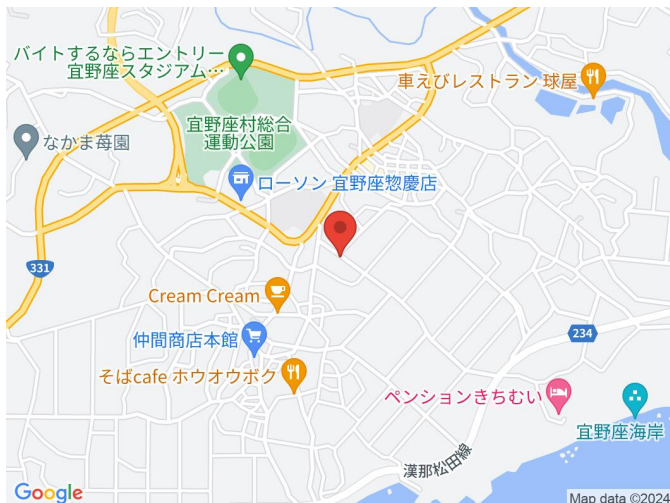 バイトするならエントリー
宜野座スタジアム…
車えびレストラン 球屋
なかま苺園
宜野座村総合
運動公園
ローソン 宜野座惣慶店
331
Cream Cream
仲間商店本館
234
そばcafe ホウオウボク
ペンションきちむい
宜野座海岸
漢那松田線
Google
Map data ©2024